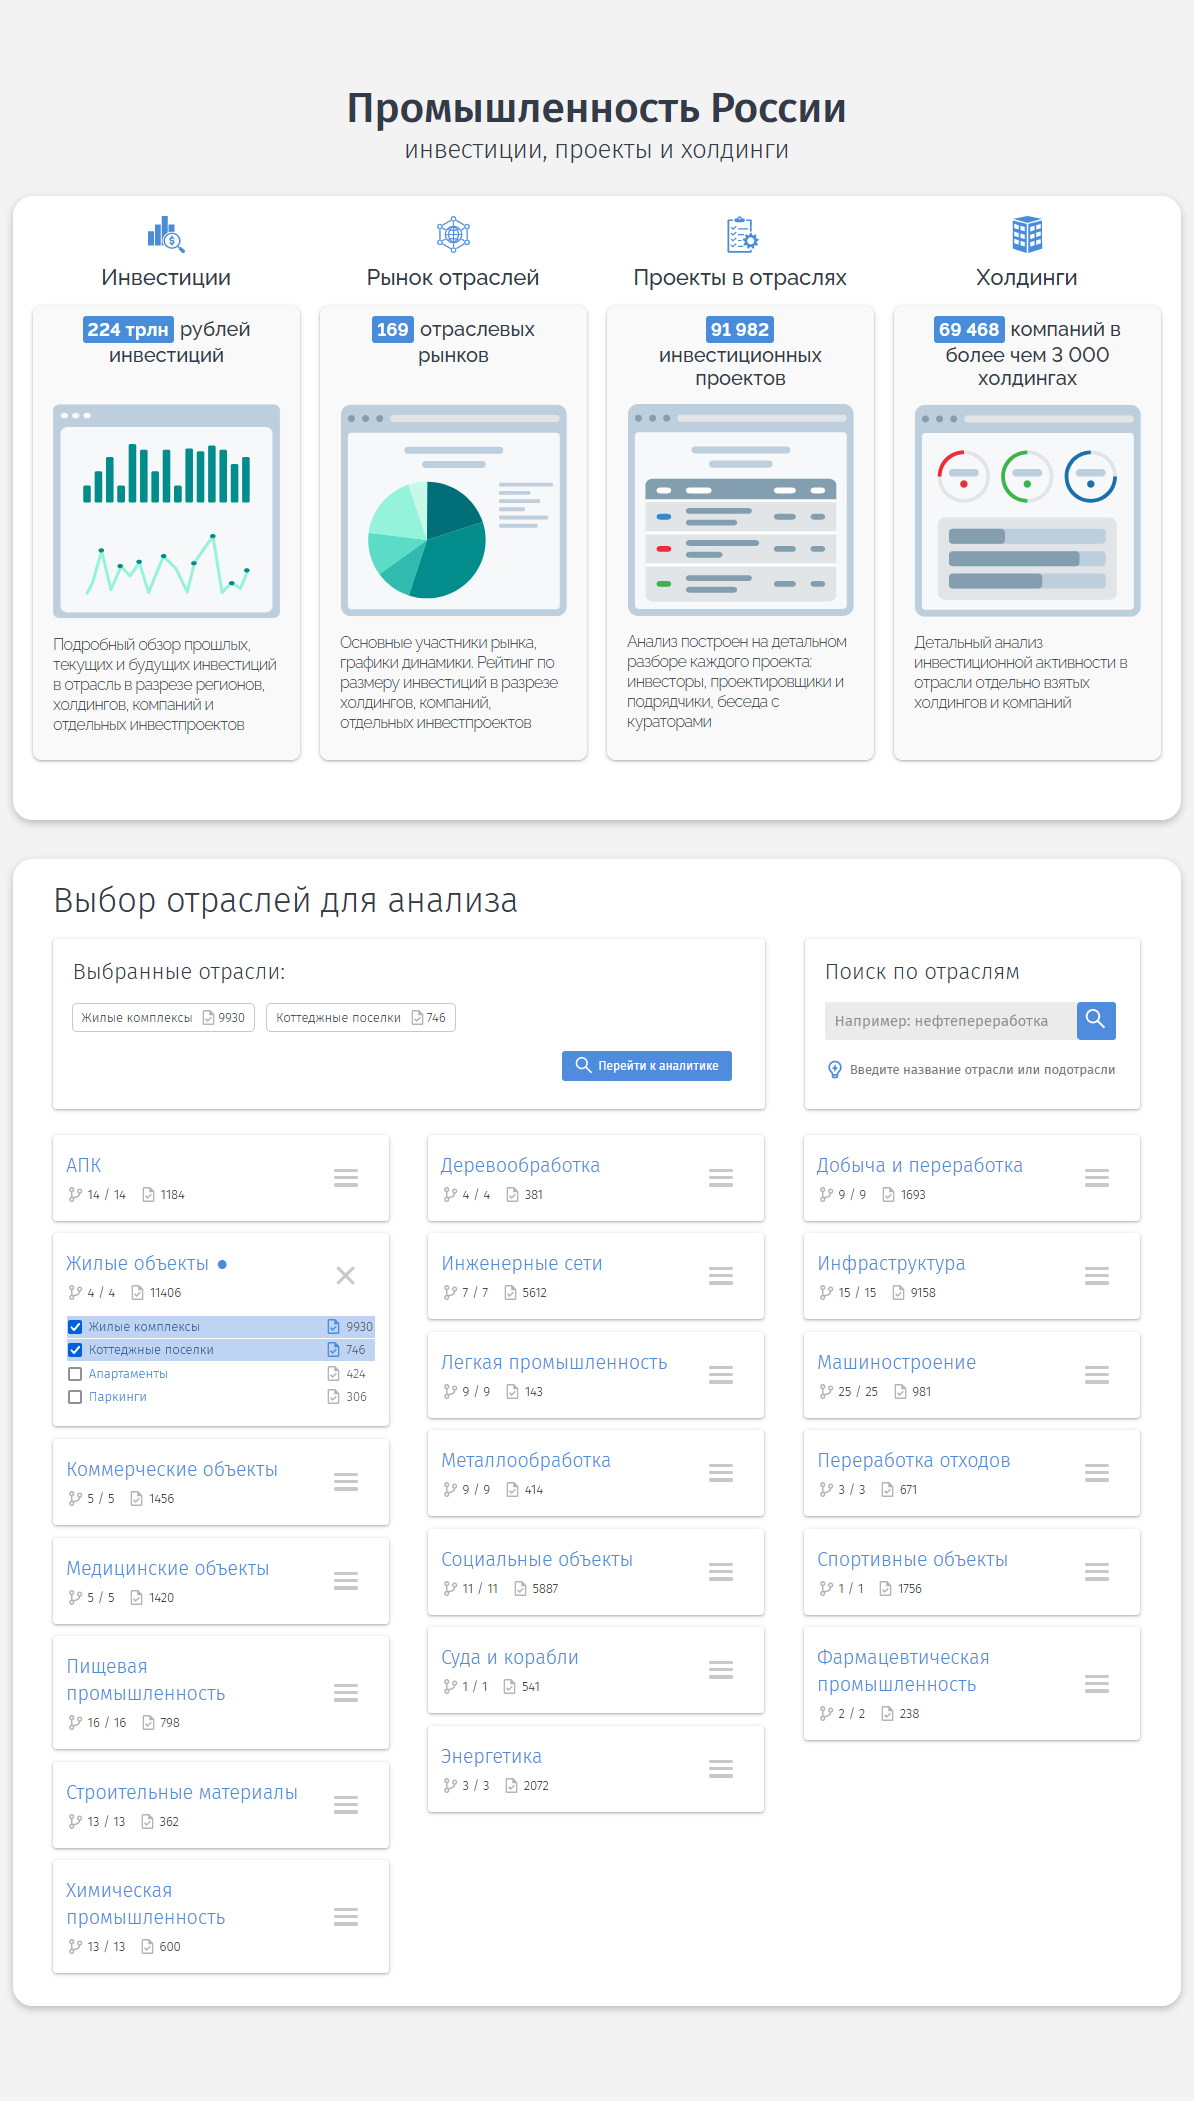 Промышленность России
инвестиции, проекты и холдинги
Инвестиции
224 трлн рублей
инвестиций
Подробный обзор прошлых,
текущих и будущих инвестиций
в отрасль в разрезе регионов,
холдингов, компаний и
отдельных инвестпроектов
Рынок отраслей
169 отраслевых
рынков
Основные участники рынка,
графики динамики. Рейтинг по
размеру инвестиций в разрезе
холдингов, компаний,
отдельных инвестпроектов
Проекты в отраслях
91 982
инвестиционных
проектов
Анализ построен на детальном
разборе каждого проекта:
инвесторы, проектировщики и
подрядчики, беседа с
кураторами
Холдинги
69 468 компаний в
более чем 3 000
холдингах
Детальный анализ
инвестиционной активности в
отрасли отдельно взятых
холдингов и компаний
Выбор отраслей для анализа
Выбранные отрасли:
Жилые комплексы 9930 Коттеджные поселки 746
Перейти к аналитике
Поиск по отраслям
Например: нефтепереработка
Введите название отрасли или подотрасли
АПК
14 / 14 1184
Жилые объекты
4 / 4 11406
Жилые комплексы 9930
Коттеджные поселки 746
Апартаменты 424
Паркинги 306
Коммерческие объекты
5 / 5 1456
Медицинские объекты
5 / 5 1420
Пищевая
промышленность
16 / 16 798
Строительные материалы
13 / 13 362
Химическая
промышленность
13 / 13 600
Деревообработка
4 / 4 381
Инженерные сети
7 / 7 5612
Легкая промышленность
9 / 9 143
Металлообработка
9 / 9 414
Социальные объекты
11 / 11 5887
Суда и корабли
1 / 1 541
Энергетика
3 / 3 2072
Добыча и переработка
9 / 9 1693
Инфраструктура
15 / 15 9158
Машиностроение
25 / 25 981
Переработка отходов
3 / 3 671
Спортивные объекты
1 / 1 1756
Фармацевтическая
промышленность
2 / 2 238